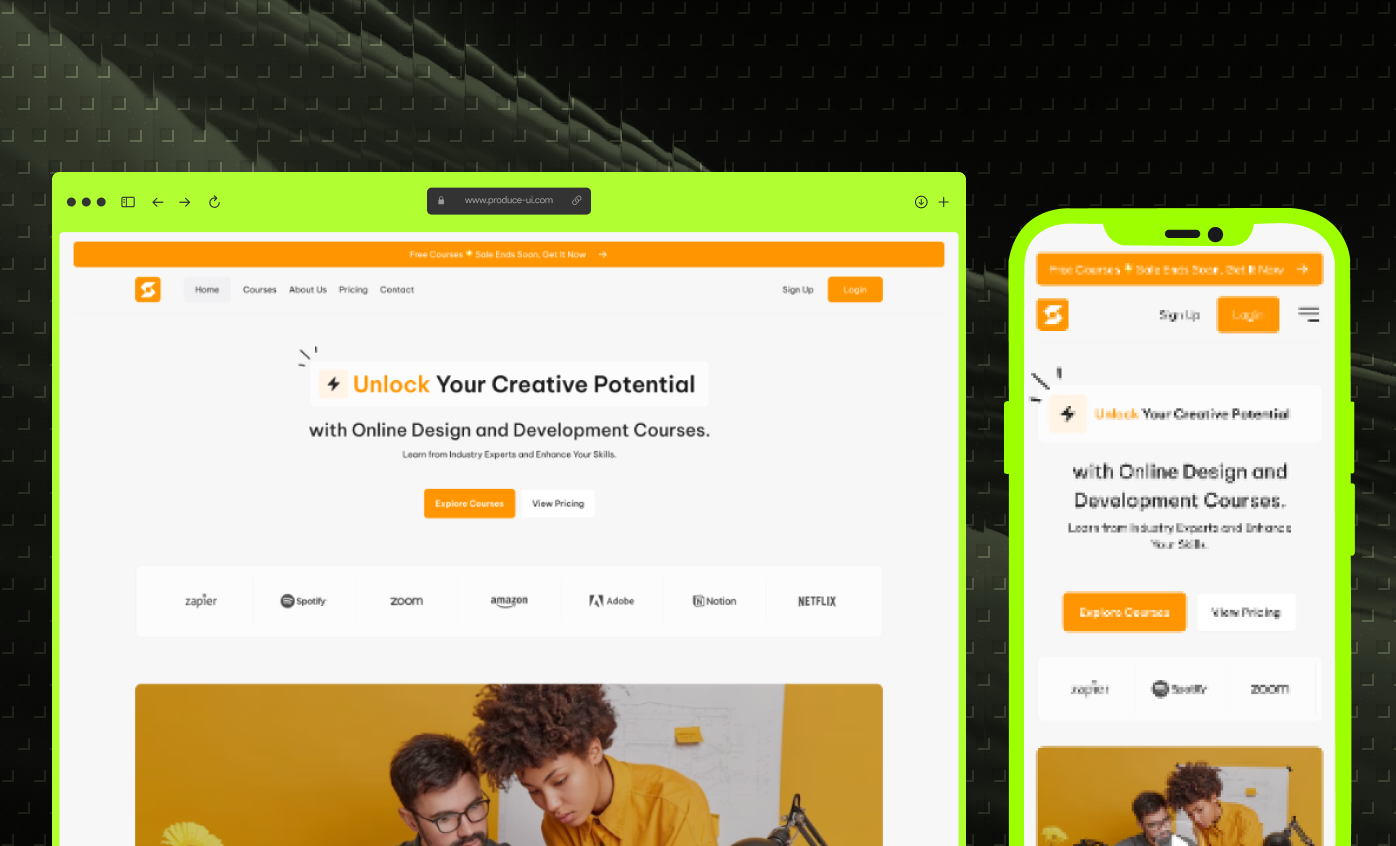 www.produce-ui.com
Free Courses 🌟 Sale Ends Soon, Get It Now →
Home Courses About Us Pricing Contact Sign Up Login
Unlock Your Creative Potential
with Online Design and Development Courses.
Learn from Industry Experts and Enhance Your Skills.
Explore Courses View Pricing
zapier Spotify zoom amazon Adobe Notion NETFLIX
Free Courses 🌟 Sale Ends Soon, Get It Now →
Sign Up Login
Unlock Your Creative Potential
with Online Design and
Development Courses.
Learn from Industry Experts and Enhance
Your Skills.
Explore Courses View Pricing
zapier Spotify zoom